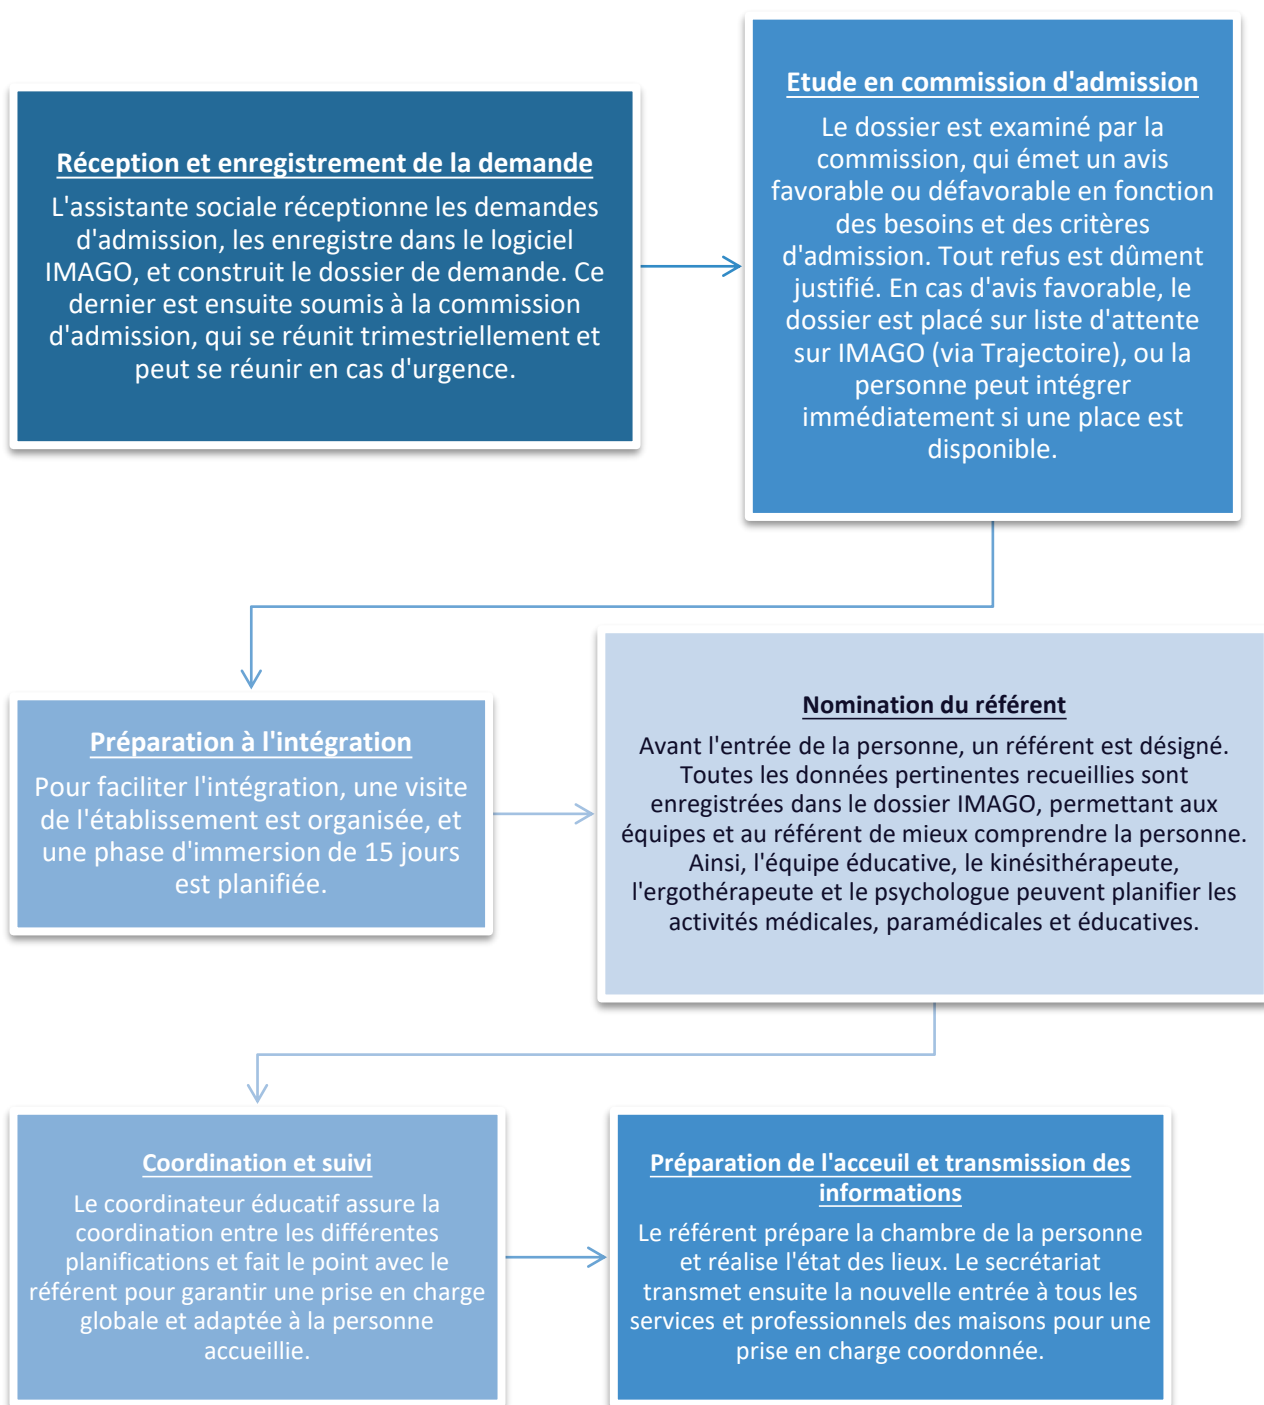 Réception et enregistrement de la demande
L'assistante sociale réceptionne les demandes
d'admission, les enregistre dans le logiciel
IMAGO, et construit le dossier de demande. Ce
dernier est ensuite soumis à la commission
d'admission, qui se réunit trimestriellement et
peut se réunir en cas d'urgence.
Etude en commission d'admission
Le dossier est examiné par la
commission, qui émet un avis
favorable ou défavorable en fonction
des besoins et des critères
d'admission. Tout refus est dûment
justifié. En cas d'avis favorable, le
dossier est placé sur liste d'attente
sur IMAGO (via Trajectoire), ou la
personne peut intégrer
immédiatement si une place est
disponible.
Préparation à l'intégration
Pour faciliter l'intégration, une visite
de l'établissement est organisée, et
une phase d'immersion de 15 jours
est planifiée.
Nomination du référent
Avant l'entrée de la personne, un référent est désigné.
Toutes les données pertinentes recueillies sont
enregistrées dans le dossier IMAGO, permettant aux
équipes et au référent de mieux comprendre la personne.
Ainsi, l'équipe éducative, le kinésithérapeute,
l'ergothérapeute et le psychologue peuvent planifier les
activités médicales, paramédicales et éducatives.
Coordination et suivi
Le coordinateur éducatif assure la
coordination entre les différentes
planifications et fait le point avec le
référent pour garantir une prise en charge
globale et adaptée à la personne
accueillie.
Préparation de l'acceuil et transmission des
informations
Le référent prépare la chambre de la personne
et réalise l'état des lieux. Le secrétariat
transmet ensuite la nouvelle entrée à tous les
services et professionnels des maisons pour une
prise en charge coordonnée.